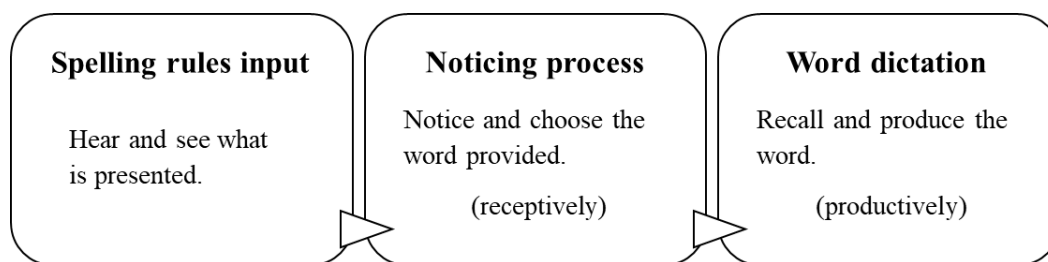 Spelling rules input
Hear and see what
is presented.
Noticing process
Notice and choose the
word provided.
(receptively)
Word dictation
Recall and produce the
word.
(productively)